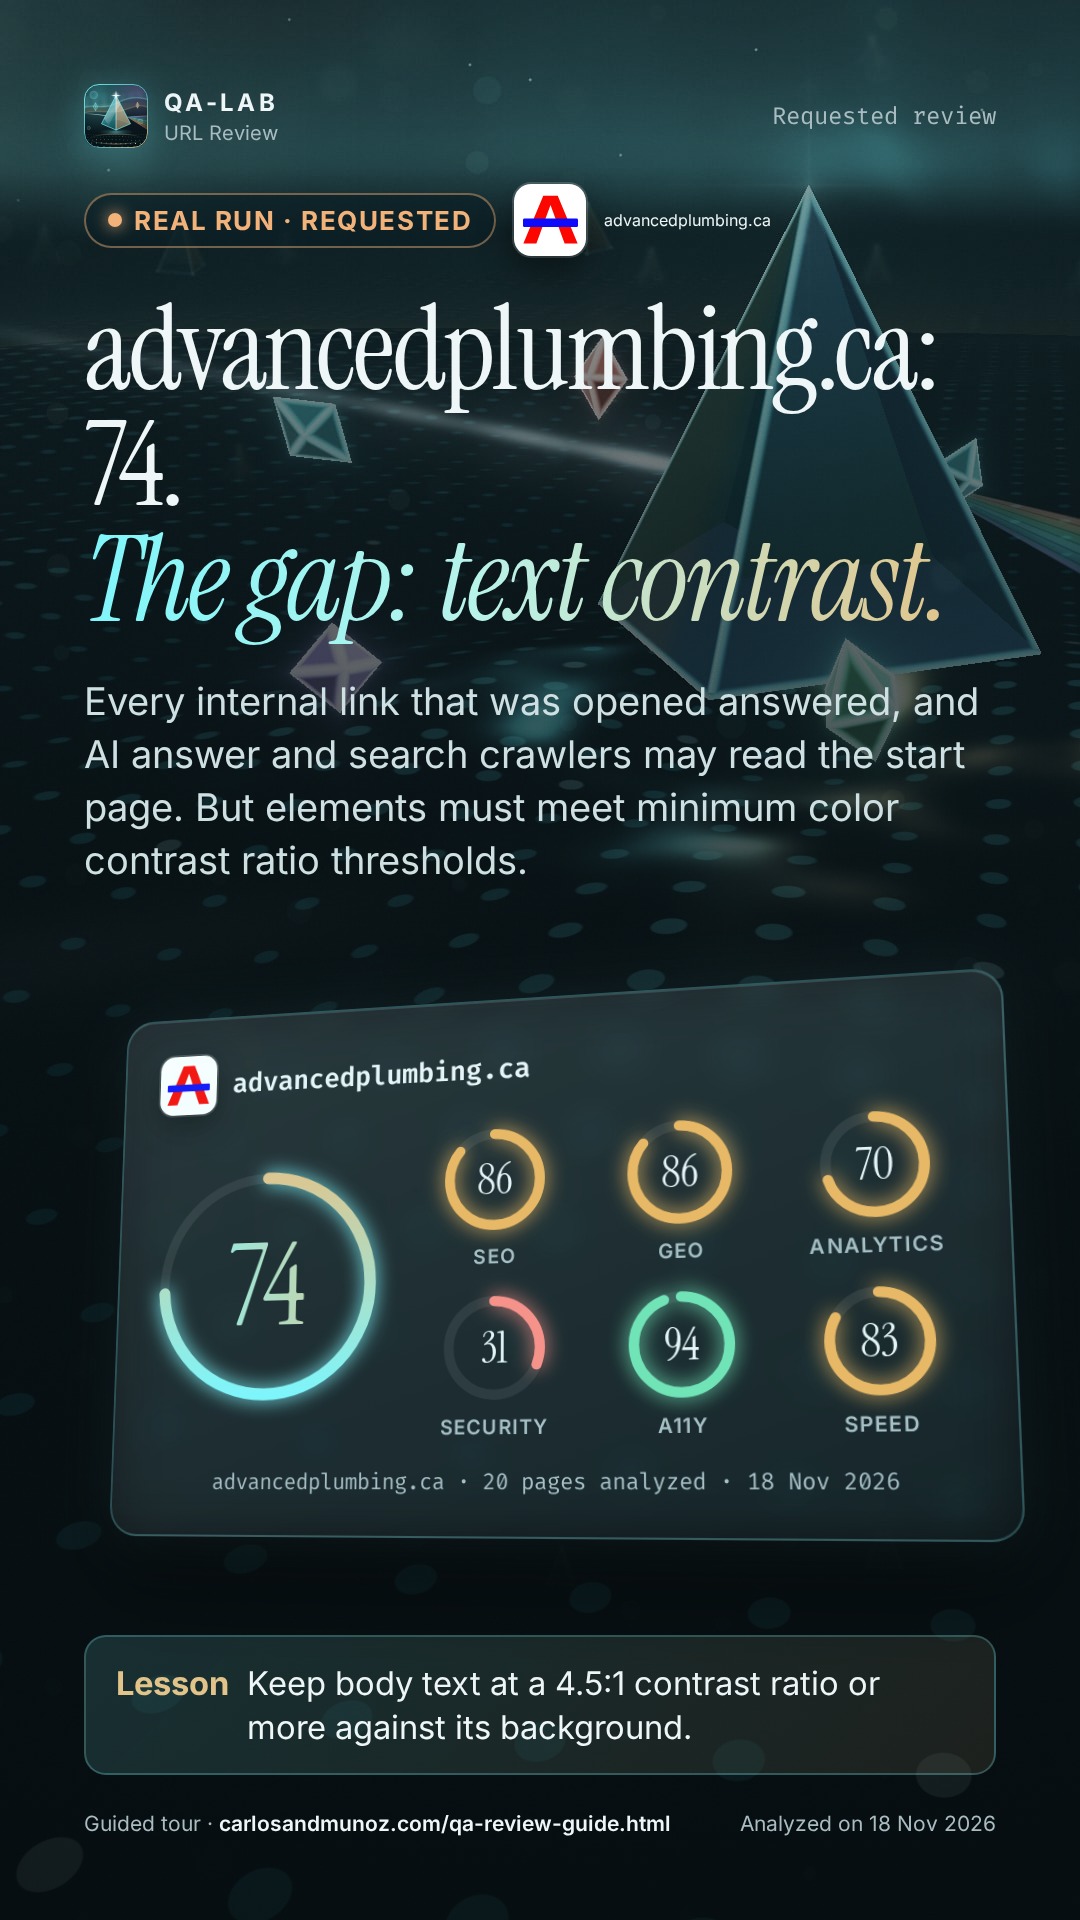 QA-LAB
URL Review
Requested review
REAL RUN · REQUESTED
advancedplumbing.ca
advancedplumbing.ca:
74.
The gap: text contrast.
Every internal link that was opened answered, and
AI answer and search crawlers may read the start
page. But elements must meet minimum color
contrast ratio thresholds.
A advancedplumbing.ca
74
86
SEO
86
GEO
70
ANALYTICS
31
SECURITY
94
A11Y
83
SPEED
advancedplumbing.ca · 20 pages analyzed · 18 Nov 2026
Lesson Keep body text at a 4.5:1 contrast ratio or
more against its background.
Guided tour · carlosandmunoz.com/qa-review-guide.html
Analyzed on 18 Nov 2026